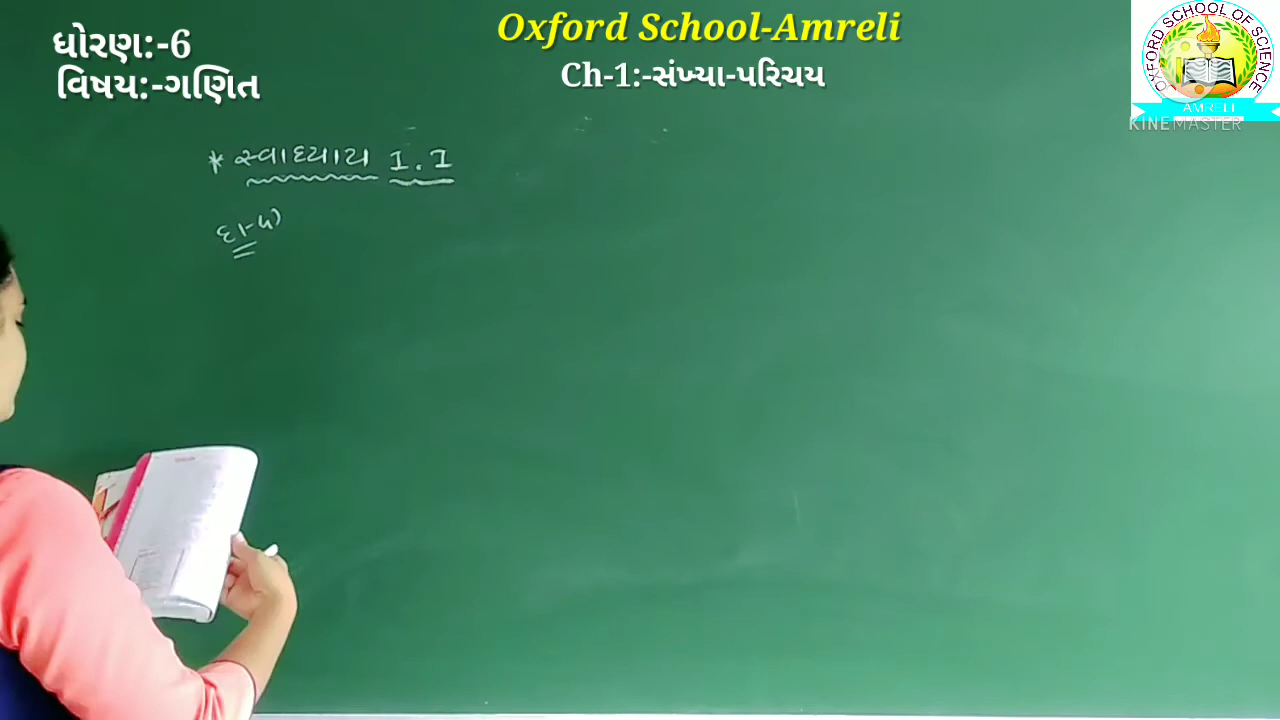 ધોરણ:-6
વિષય:-ગણિત
Oxford School-Amreli
Ch-1:-સંખ્યા-પરિચય
OXFORD SCHOOL OF SCIENCE
AMRELI
KINEMASTER
* સ્વાધ્યાય 1.1
દા-૫)